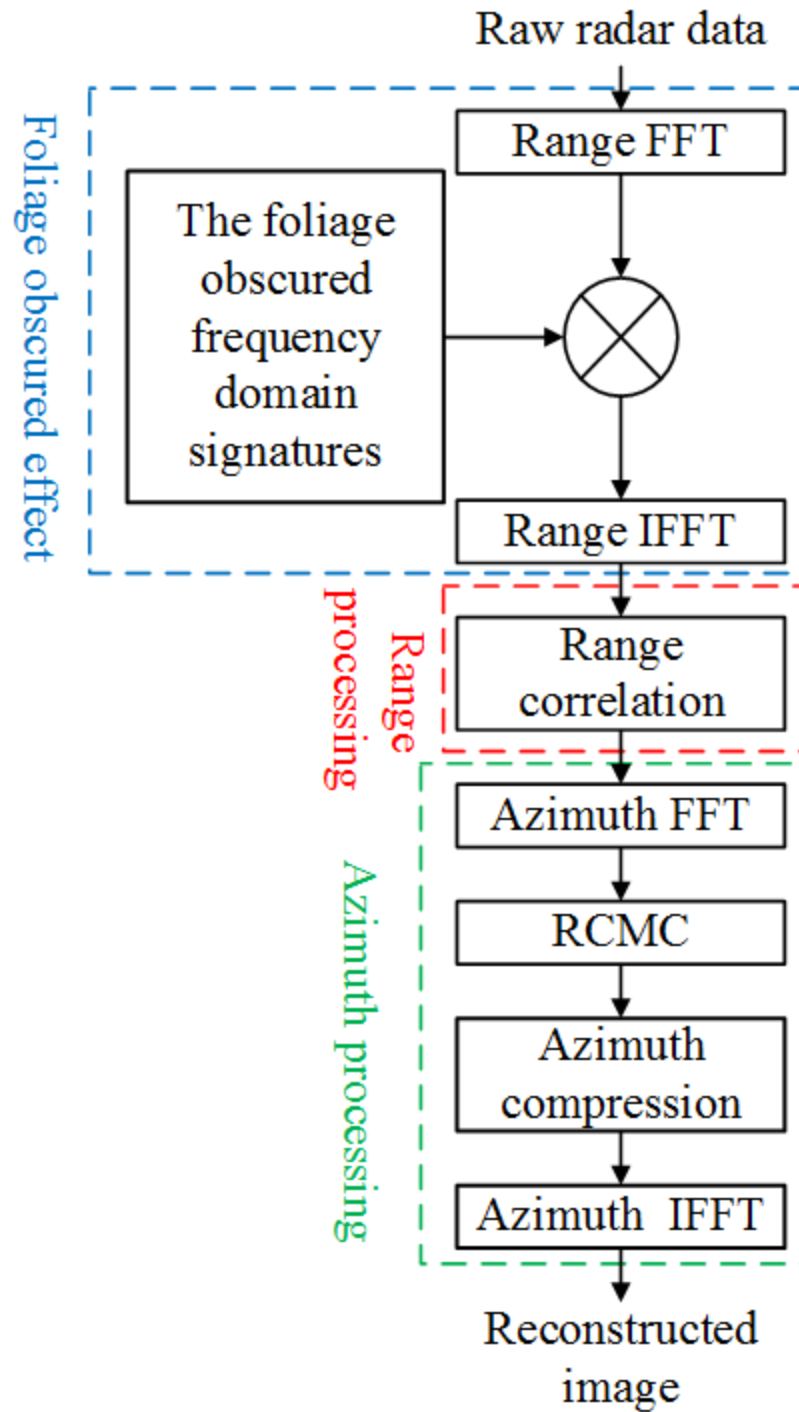 Raw radar data
Foliage obscured effect
Range FFT
The foliage
obscured
frequency
domain
signatures
Range IFFT
Range
processing
Range
correlation
Azimuth processing
Azimuth FFT
RCMC
Azimuth
compression
Azimuth IFFT
Reconstructed
image